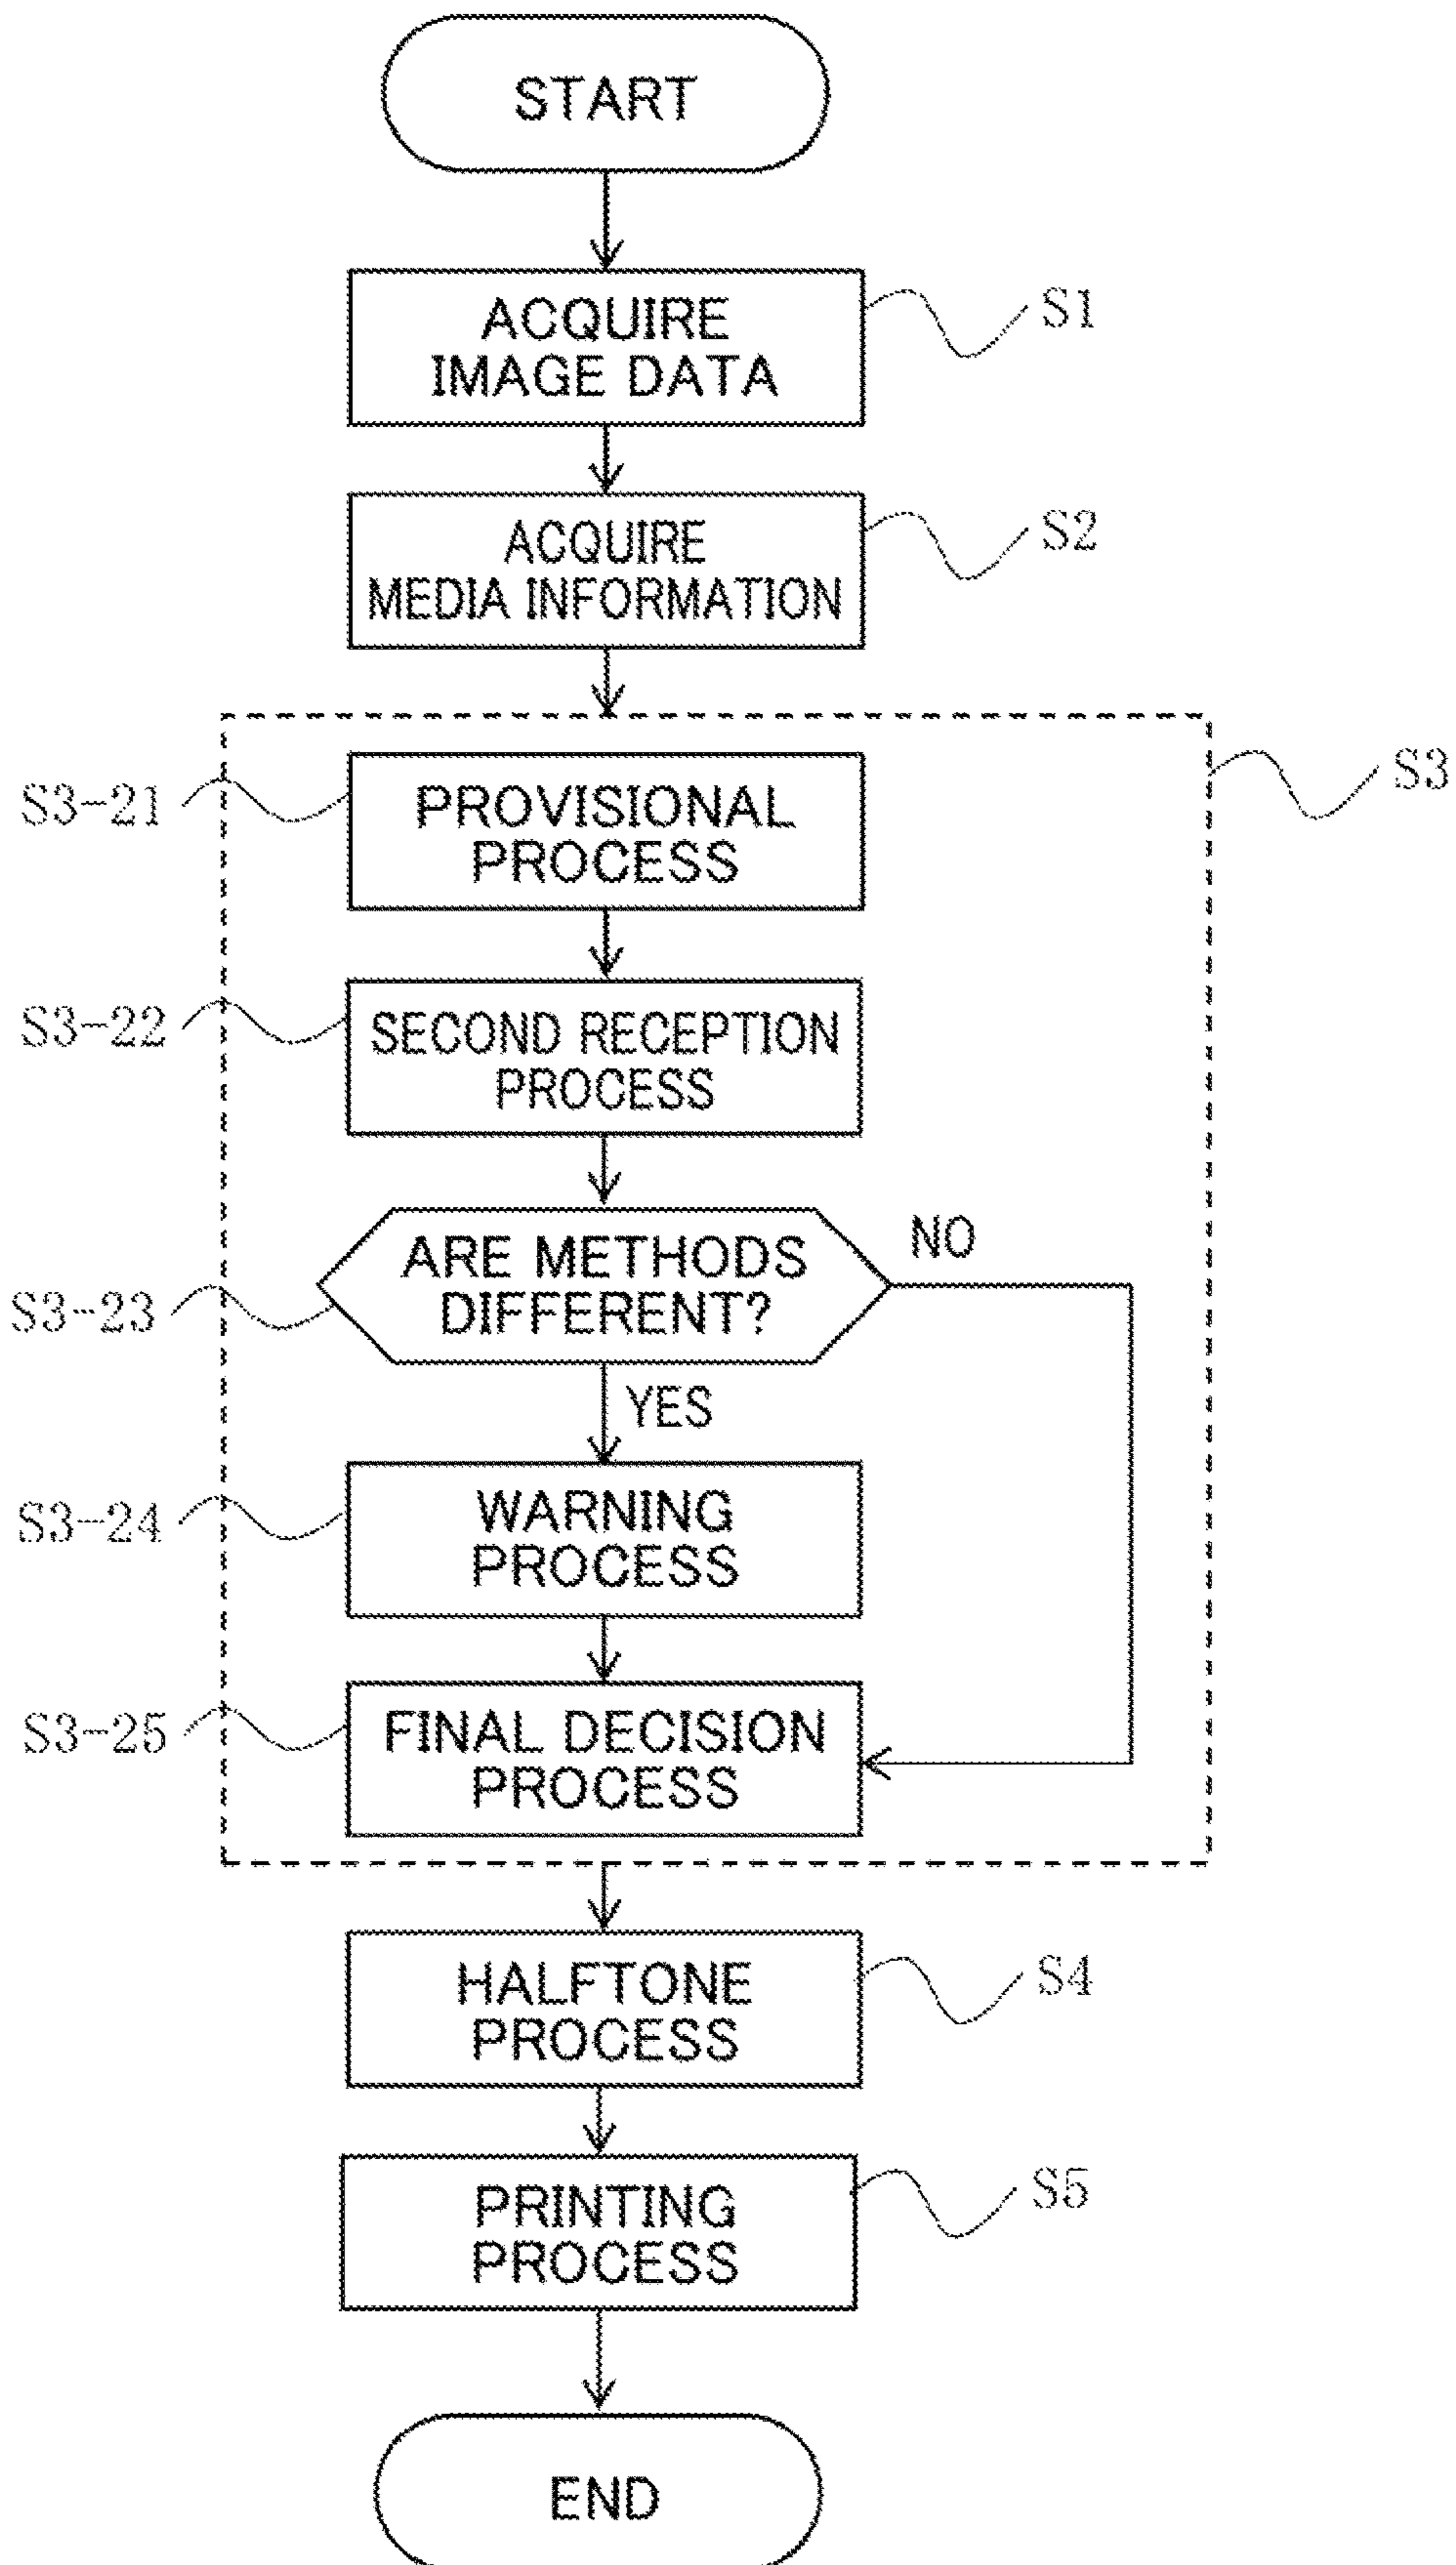 START
ACQUIRE
IMAGE DATA
S1
ACQUIRE
MEDIA INFORMATION
S2
S3
S3-21
PROVISIONAL
PROCESS
S3-22
SECOND RECEPTION
PROCESS
S3-23
ARE METHODS
DIFFERENT?
NO
YES
S3-24
WARNING
PROCESS
S3-25
FINAL DECISION
PROCESS
HALFTONE
PROCESS
S4
PRINTING
PROCESS
S5
END